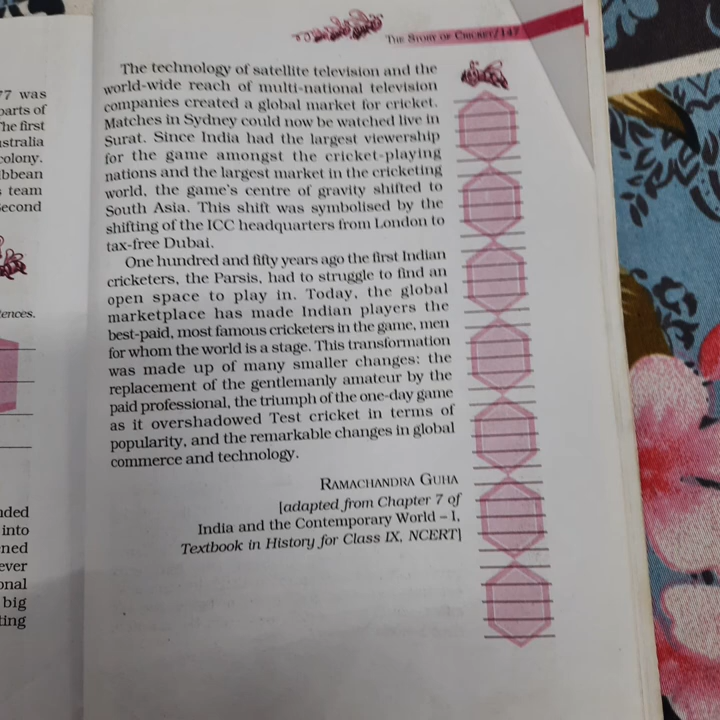 THE STORY OF CRICKET/147
77 was
parts of
The first
ustralia
colony.
ibbean
team
Second
tences.
nded
into
ned
ever
onal
big
ting
The technology of satellite television and the
world-wide reach of multi-national television
companies created a global market for cricket.
Matches in Sydney could now be watched live in
Surat. Since India had the largest viewership
for the game amongst the cricket-playing
nations and the largest market in the cricketing
world, the game's centre of gravity shifted to
South Asia. This shift was symbolised by the
shifting of the ICC headquarters from London to
tax-free Dubai.
One hundred and fifty years ago the first Indian
cricketers, the Parsis, had to struggle to find an
open space to play in. Today, the global
marketplace has made Indian players the
best-paid, most famous cricketers in the game, men
for whom the world is a stage. This transformation
was made up of many smaller changes: the
replacement of the gentlemanly amateur by the
paid professional, the triumph of the one-day game
as it overshadowed Test cricket in terms of
popularity, and the remarkable changes in global
commerce and technology.
RAMACHANDRA GUHA
[adapted from Chapter 7 of
India and the Contemporary World – I,
Textbook in History for Class IX, NCERT]